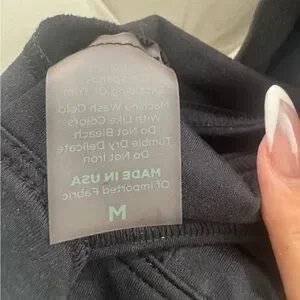 Machine Wash Cold
With Like Colors
Do Not Bleach
Tumble Dry Delicate
Do Not Iron
MADE IN USA
Of Imported Fabric
M